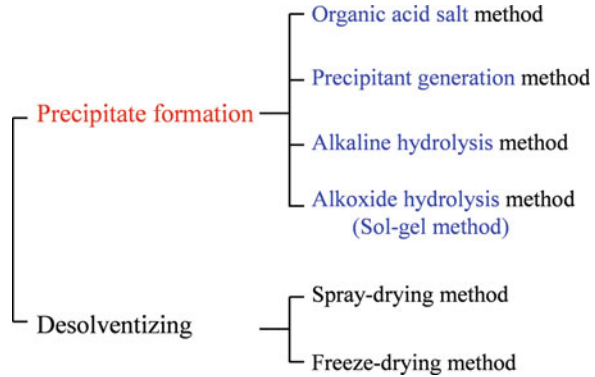 Organic acid salt method
Precipitant generation method
Precipitate formation
Alkaline hydrolysis method
Alkoxide hydrolysis method
(Sol-gel method)
Spray-drying method
Desolventizing
Freeze-drying method